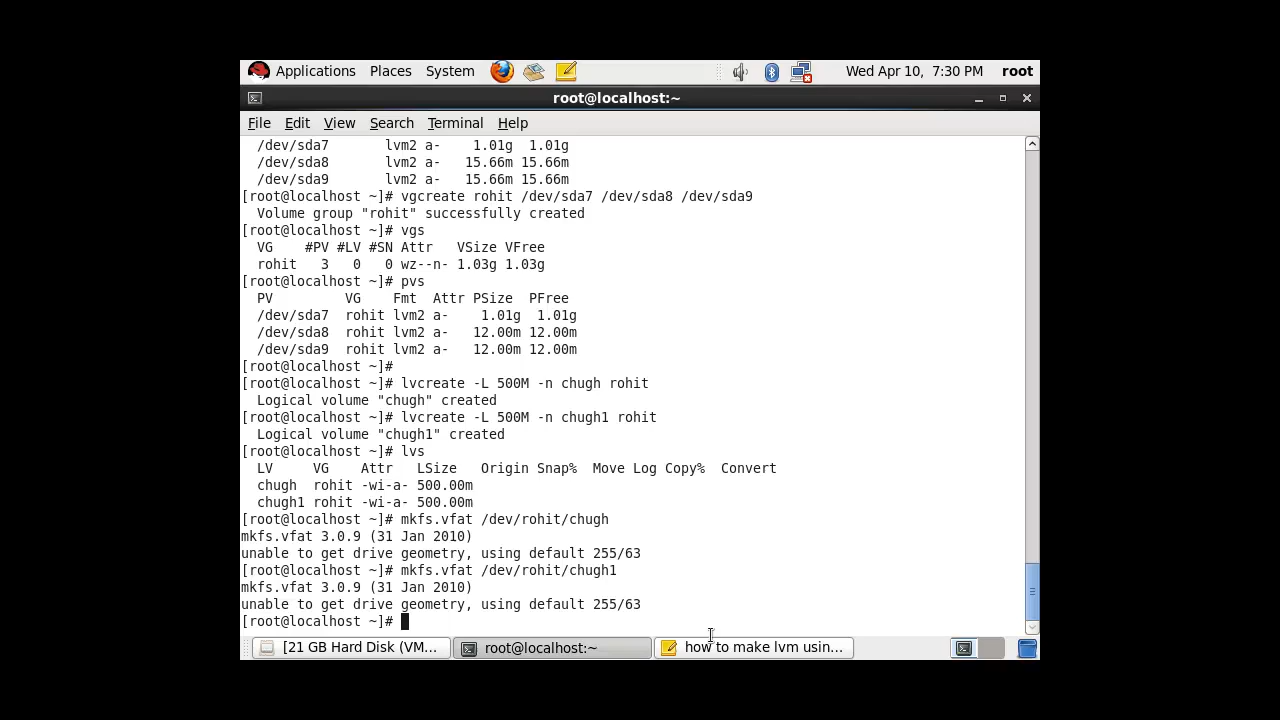 Applications Places System Wed Apr 10, 7:30 PM root
root@localhost:~
File Edit View Search Terminal Help
/dev/sda7 lvm2 a- 1.01g 1.01g
/dev/sda8 lvm2 a- 15.66m 15.66m
/dev/sda9 lvm2 a- 15.66m 15.66m
[root@localhost ~]# vgcreate rohit /dev/sda7 /dev/sda8 /dev/sda9
Volume group "rohit" successfully created
[root@localhost ~]# vgs
VG #PV #LV #SN Attr VSize VFree
rohit 3 0 0 wz--n- 1.03g 1.03g
[root@localhost ~]# pvs
PV VG Fmt Attr PSize PFree
/dev/sda7 rohit lvm2 a- 1.01g 1.01g
/dev/sda8 rohit lvm2 a- 12.00m 12.00m
/dev/sda9 rohit lvm2 a- 12.00m 12.00m
[root@localhost ~]#
[root@localhost ~]# lvcreate -L 500M -n chugh rohit
Logical volume "chugh" created
[root@localhost ~]# lvcreate -L 500M -n chugh1 rohit
Logical volume "chugh1" created
[root@localhost ~]# lvs
LV VG Attr LSize Origin Snap% Move Log Copy% Convert
chugh rohit -wi-a- 500.00m
chugh1 rohit -wi-a- 500.00m
[root@localhost ~]# mkfs.vfat /dev/rohit/chugh
mkfs.vfat 3.0.9 (31 Jan 2010)
unable to get drive geometry, using default 255/63
[root@localhost ~]# mkfs.vfat /dev/rohit/chugh1
mkfs.vfat 3.0.9 (31 Jan 2010)
unable to get drive geometry, using default 255/63
[root@localhost ~]#
[21 GB Hard Disk (VM... root@localhost:~ how to make lvm usin...